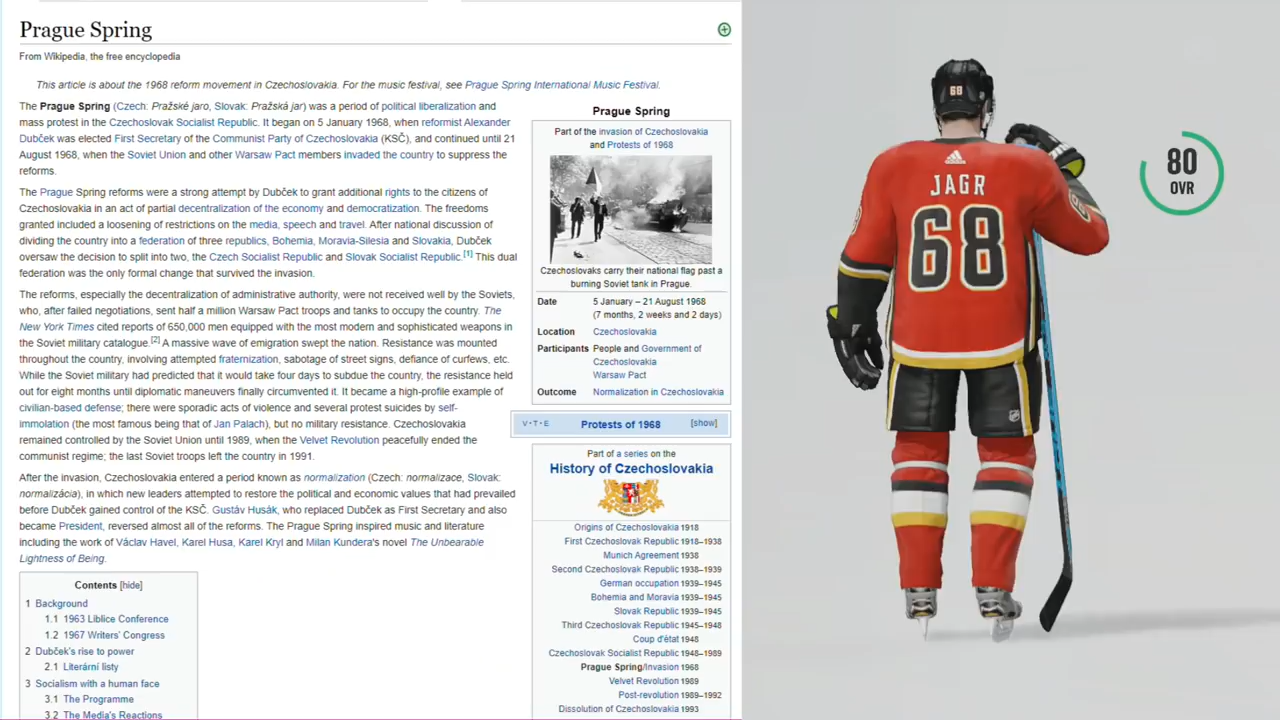 Prague Spring
From Wikipedia, the free encyclopedia
This article is about the 1968 reform movement in Czechoslovakia. For the music festival, see Prague Spring International Music Festival.
The Prague Spring (Czech: Pražské jaro, Slovak: Pražská jar) was a period of political liberalization and
mass protest in the Czechoslovak Socialist Republic. It began on 5 January 1968, when reformist Alexander
Dubček was elected First Secretary of the Communist Party of Czechoslovakia (KSČ), and continued until 21
August 1968, when the Soviet Union and other Warsaw Pact members invaded the country to suppress the
reforms.
The Prague Spring reforms were a strong attempt by Dubček to grant additional rights to the citizens of
Czechoslovakia in an act of partial decentralization of the economy and democratization. The freedoms
granted included a loosening of restrictions on the media, speech and travel. After national discussion of
dividing the country into a federation of three republics, Bohemia, Moravia-Silesia and Slovakia, Dubček
oversaw the decision to split into two, the Czech Socialist Republic and Slovak Socialist Republic.[1] This dual
federation was the only formal change that survived the invasion.
The reforms, especially the decentralization of administrative authority, were not received well by the Soviets,
who, after failed negotiations, sent half a million Warsaw Pact troops and tanks to occupy the country. The
New York Times cited reports of 650,000 men equipped with the most modern and sophisticated weapons in
the Soviet military catalogue.[2] A massive wave of emigration swept the nation. Resistance was mounted
throughout the country, involving attempted fraternization, sabotage of street signs, defiance of curfews, etc.
While the Soviet military had predicted that it would take four days to subdue the country, the resistance held
out for eight months until diplomatic maneuvers finally circumvented it. It became a high-profile example of
civilian-based defense; there were sporadic acts of violence and several protest suicides by self-
immolation (the most famous being that of Jan Palach), but no military resistance. Czechoslovakia
remained controlled by the Soviet Union until 1989, when the Velvet Revolution peacefully ended the
communist regime; the last Soviet troops left the country in 1991.
After the invasion, Czechoslovakia entered a period known as normalization (Czech: normalizace, Slovak:
normalizácia), in which new leaders attempted to restore the political and economic values that had prevailed
before Dubček gained control of the KSČ. Gustáv Husák, who replaced Dubček as First Secretary and also
became President, reversed almost all of the reforms. The Prague Spring inspired music and literature
including the work of Václav Havel, Karel Husa, Karel Kryl and Milan Kundera's novel The Unbearable
Lightness of Being.
Contents [hide]
1 Background
1.1 1963 Liblice Conference
1.2 1967 Writers' Congress
2 Dubček's rise to power
2.1 Literární listy
3 Socialism with a human face
3.1 The Programme
3.2 The Media's Reactions
Prague Spring
Part of the invasion of Czechoslovakia
and Protests of 1968
Czechoslovaks carry their national flag past a
burning Soviet tank in Prague.
Date 5 January – 21 August 1968
(7 months, 2 weeks and 2 days)
Location Czechoslovakia
Participants People and Government of
Czechoslovakia
Warsaw Pact
Outcome Normalization in Czechoslovakia
V·T·E Protests of 1968 [show]
Part of a series on the
History of Czechoslovakia
Origins of Czechoslovakia 1918
First Czechoslovak Republic 1918–1938
Munich Agreement 1938
Second Czechoslovak Republic 1938–1939
German occupation 1939–1945
Bohemia and Moravia 1939–1945
Slovak Republic 1939–1945
Third Czechoslovak Republic 1945–1948
Coup d'état 1948
Czechoslovak Socialist Republic 1948–1989
Prague Spring/Invasion 1968
Velvet Revolution 1989
Post-revolution 1989–1992
Dissolution of Czechoslovakia 1993
68
JAGR
68
80
OVR